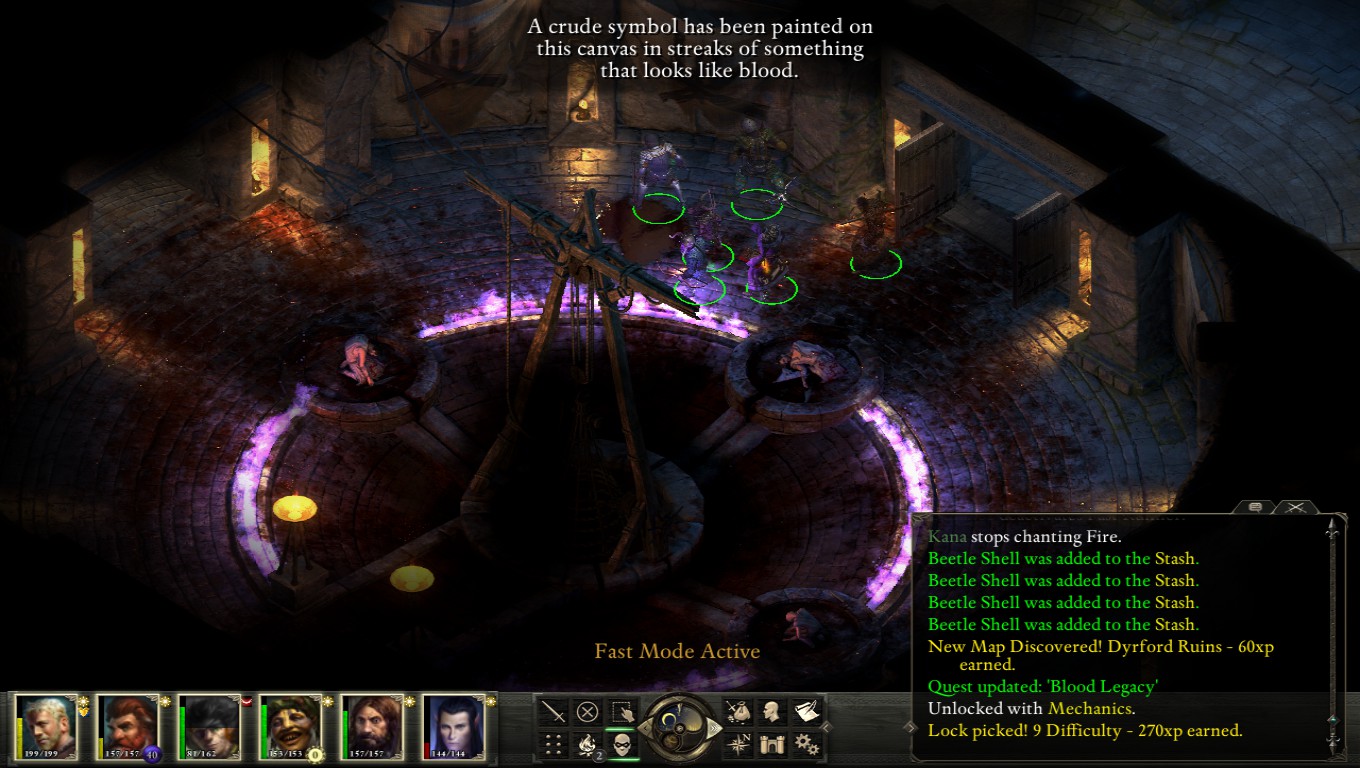 A crude symbol has been painted on
this canvas in streaks of something
that looks like blood.
Kana stops chanting Fire.
Beetle Shell was added to the Stash.
Beetle Shell was added to the Stash.
Beetle Shell was added to the Stash.
Beetle Shell was added to the Stash.
New Map Discovered! Dyrford Ruins - 60xp
earned.
Quest updated: 'Blood Legacy'
Unlocked with Mechanics.
Lock picked! 9 Difficulty - 270xp earned.
Fast Mode Active
199/199
157/157
40
81/162
153/153
0
157/157
144/144
2